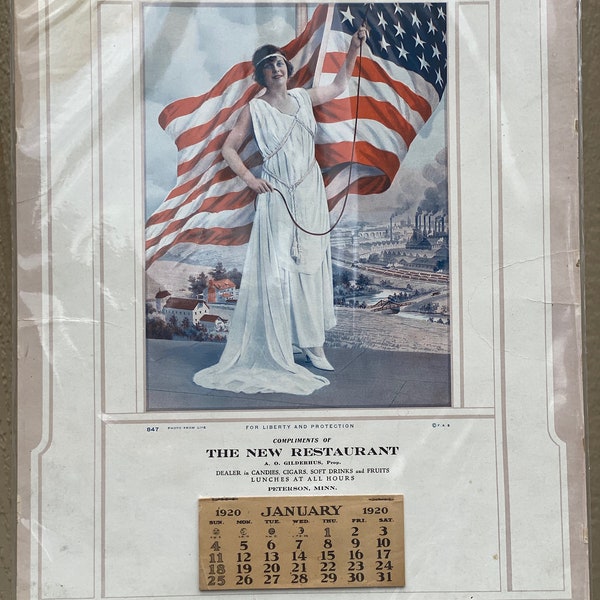 847 PHOTO-FROM LIFE FOR LIBERTY AND PROTECTION © F. A. S
COMPLIMENTS OF
THE NEW RESTAURANT
A. O. GILDERHUS, Prop.
DEALER in CANDIES, CIGARS, SOFT DRINKS and FRUITS
LUNCHES AT ALL HOURS
PETERSON, MINN.
1920 JANUARY 1920
SUN. MON. TUE. WED. THU. FRI. SAT.
1 2 3
4 5 6 7 8 9 10
11 12 13 14 15 16 17
18 19 20 21 22 23 24
25 26 27 28 29 30 31